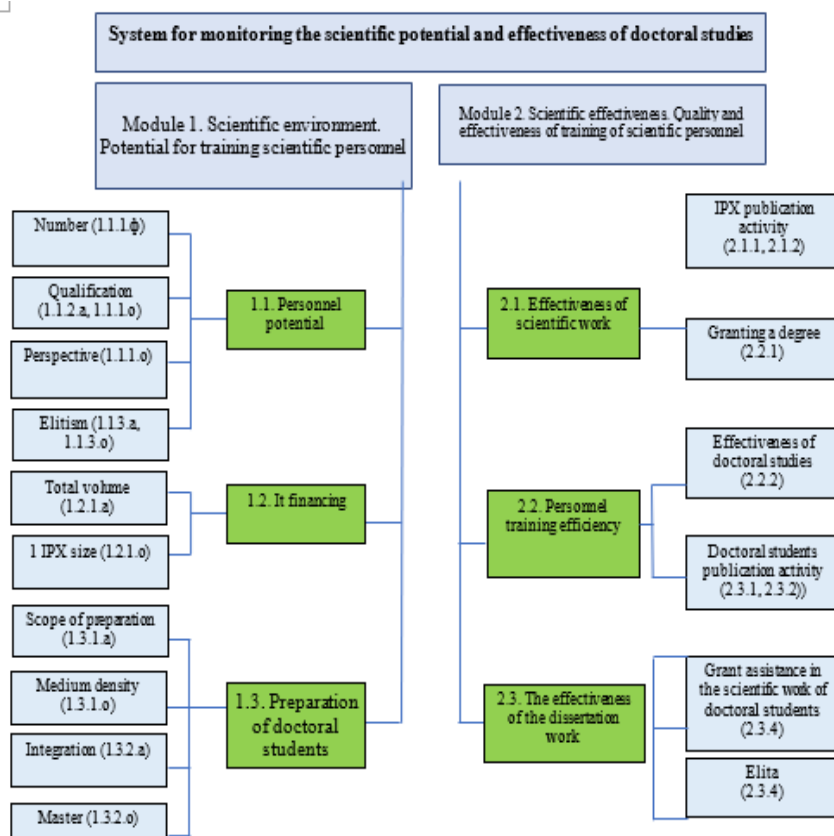 System for monitoring the scientific potential and effectiveness of doctoral studies
Module 1. Scientific environment.
Potential for training scientific personnel
Module 2. Scientific effectiveness. Quality and
effectiveness of training of scientific personnel
Number (1.1.1.ф)
Qualification
(1.1.2.a, 1.1.1.o)
Perspective (1.1.1.o)
Elitism (1.1.3.a,
1.1.3.o)
Total volume
(1.2.1.a)
1 IPX size (1.2.1.o)
Scope of preparation
(1.3.1.a)
Medium density
(1.3.1.o)
Integration (1.3.2.a)
Master (1.3.2.o)
1.1. Personnel
potential
1.2. It financing
1.3. Preparation
of doctoral
students
2.1. Effectiveness of
scientific work
2.2. Personnel
training efficiency
2.3. The effectiveness
of the dissertation
work
IPX publication
activity
(2.1.1, 2.1.2)
Granting a degree
(2.2.1)
Effectiveness of
doctoral studies
(2.2.2)
Doctoral students
publication activity
(2.3.1, 2.3.2))
Grant assistance in
the scientific work of
doctoral students
(2.3.4)
Elita
(2.3.4)